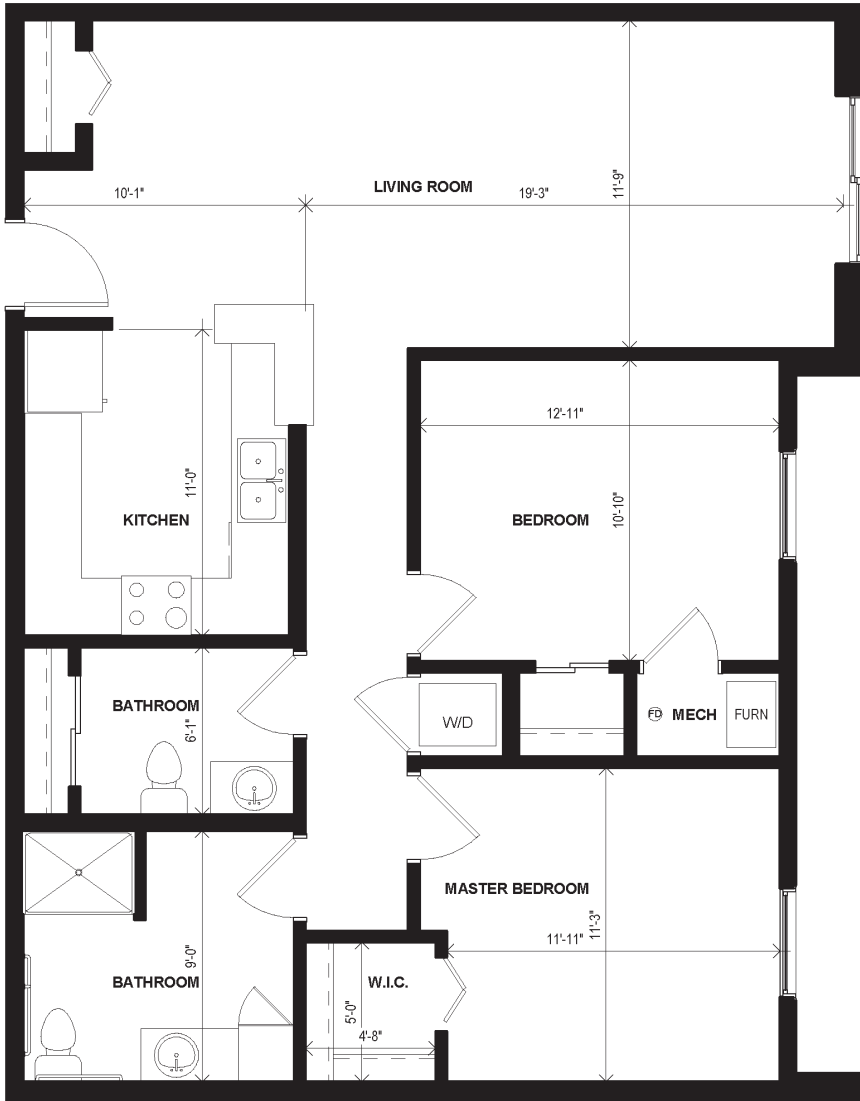 10'-1"
LIVING ROOM
19'-3"
11'-9"
12'-11"
11'-0"
KITCHEN
BEDROOM
10'-10"
BATHROOM
6'-1"
W/D
FD
MECH
FURN
MASTER BEDROOM
11'-3"
11'-11"
9'-0"
BATHROOM
W.I.C.
5'-0"
4'-8"